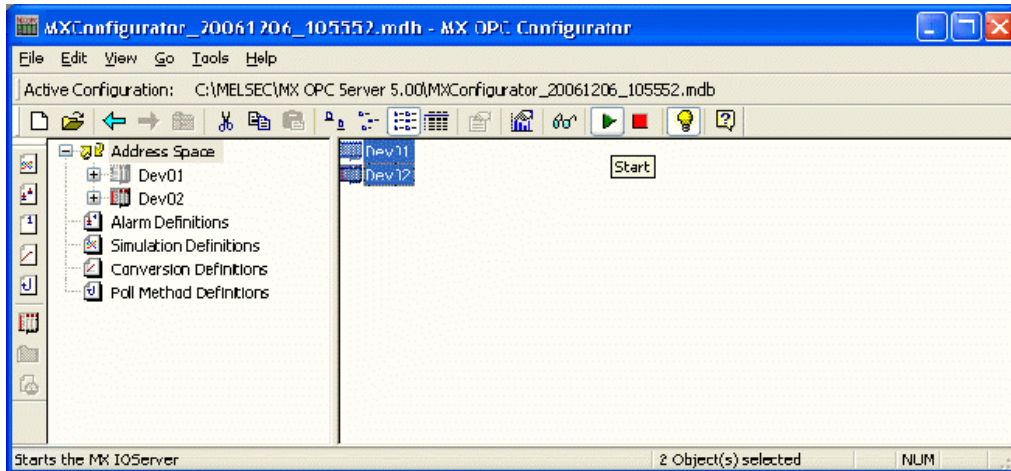 MXConfigurator_20061206_105552.mdb - MX OPC Configurator
File Edit View Go Tools Help
Active Configuration: C:\MELSEC\MX OPC Server 5.00\MXConfigurator_20061206_105552.mdb
Address Space
Dev01
Dev02
Alarm Definitions
Simulation Definitions
Conversion Definitions
Poll Method Definitions
Dev01
Dev02
Start
Starts the MX IOServer 2 Object(s) selected NUM